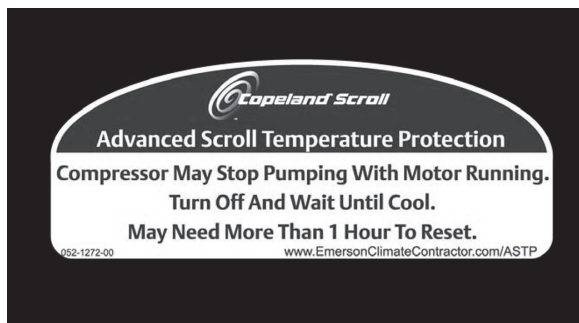 Copeland Scroll
Advanced Scroll Temperature Protection
Compressor May Stop Pumping With Motor Running.
Turn Off And Wait Until Cool.
May Need More Than 1 Hour To Reset.
052-1272-00 www.EmersonClimateContractor.com/ASTP